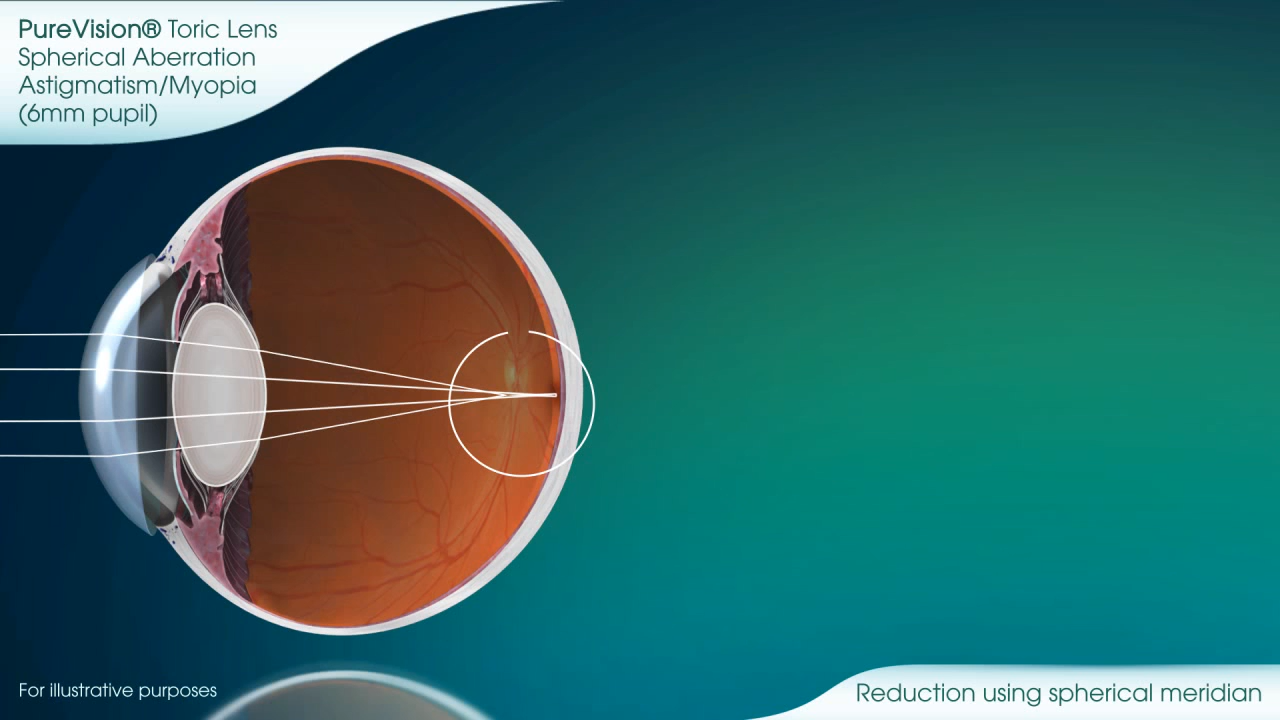 PureVision® Toric Lens
Spherical Aberration
Astigmatism/Myopia
(6mm pupil)
For illustrative purposes
Reduction using spherical meridian